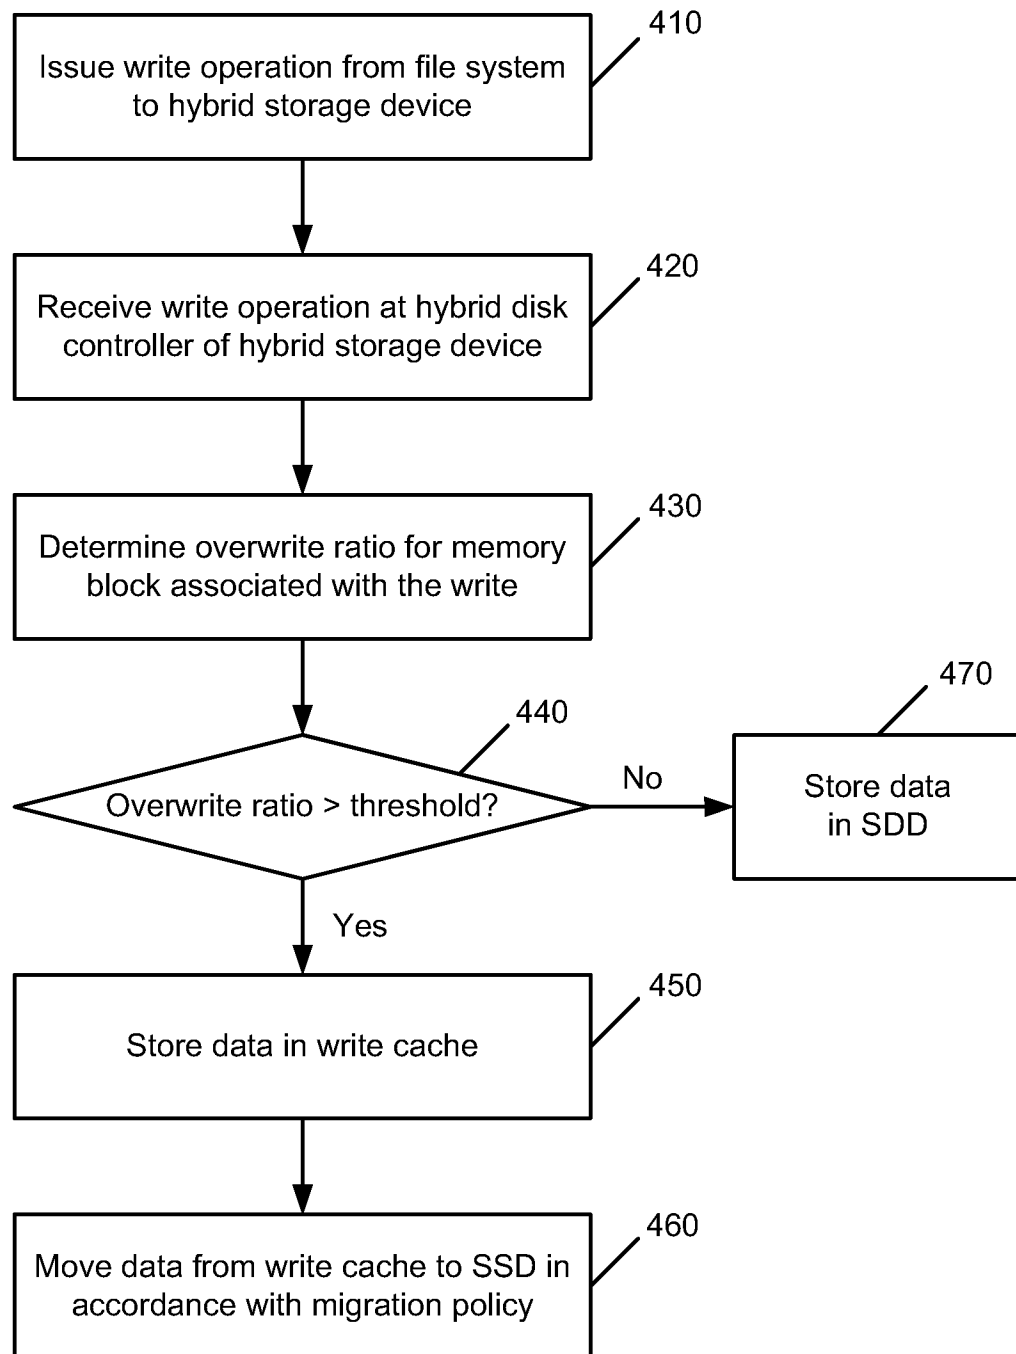 410
Issue write operation from file system
to hybrid storage device
420
Receive write operation at hybrid disk
controller of hybrid storage device
430
Determine overwrite ratio for memory
block associated with the write
440
Overwrite ratio > threshold?
No
470
Store data
in SDD
Yes
450
Store data in write cache
460
Move data from write cache to SSD in
accordance with migration policy